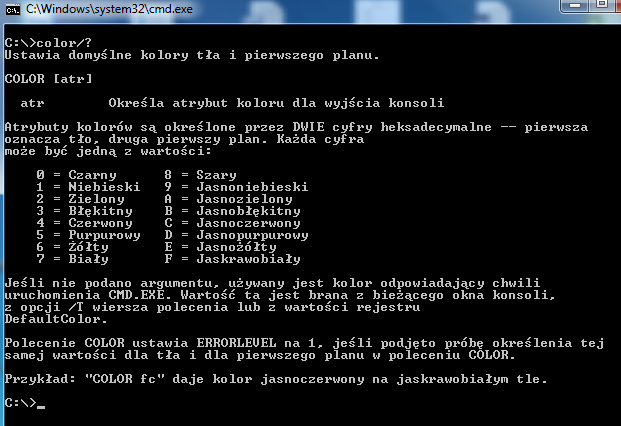 C:\Windows\system32\cmd.exe
C:\>color/?
Ustawia domyślne kolory tła i pierwszego planu.
COLOR [atr]
atr Określa atrybut koloru dla wyjścia konsoli
Atrybuty kolorów są określone przez DWIE cyfry heksadecymalne -- pierwsza
oznacza tło, druga pierwszy plan. Każda cyfra
może być jedną z wartości:
0 = Czarny 8 = Szary
1 = Niebieski 9 = Jasnoniebieski
2 = Zielony A = Jasnozielony
3 = Błękitny B = Jasnobłękitny
4 = Czerwony C = Jasnoczerwony
5 = Purpurowy D = Jasnopurpurowy
6 = Żółty E = Jasnożółty
7 = Biały F = Jaskrawobiały
Jeśli nie podano argumentu, używany jest kolor odpowiadający chwili
uruchomienia CMD.EXE. Wartość ta jest brana z bieżącego okna konsoli,
z opcji /T wiersza polecenia lub z wartości rejestru
DefaultColor.
Polecenie COLOR ustawia ERRORLEVEL na 1, jeśli podjęto próbę określenia tej
samej wartości dla tła i dla pierwszego planu w poleceniu COLOR.
Przykład: "COLOR fc" daje kolor jasnoczerwony na jaskrawobiałym tle.
C:\>_